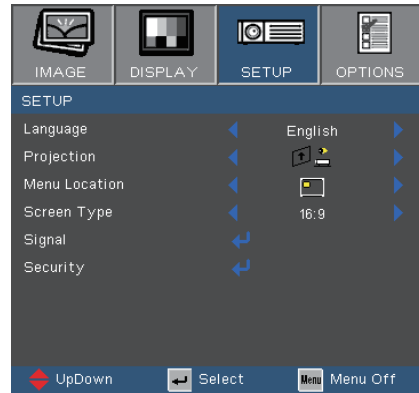 IMAGE DISPLAY SETUP OPTIONS
SETUP
Language English
Projection
Menu Location
Screen Type 16:9
Signal
Security
UpDown Select Menu Menu Off